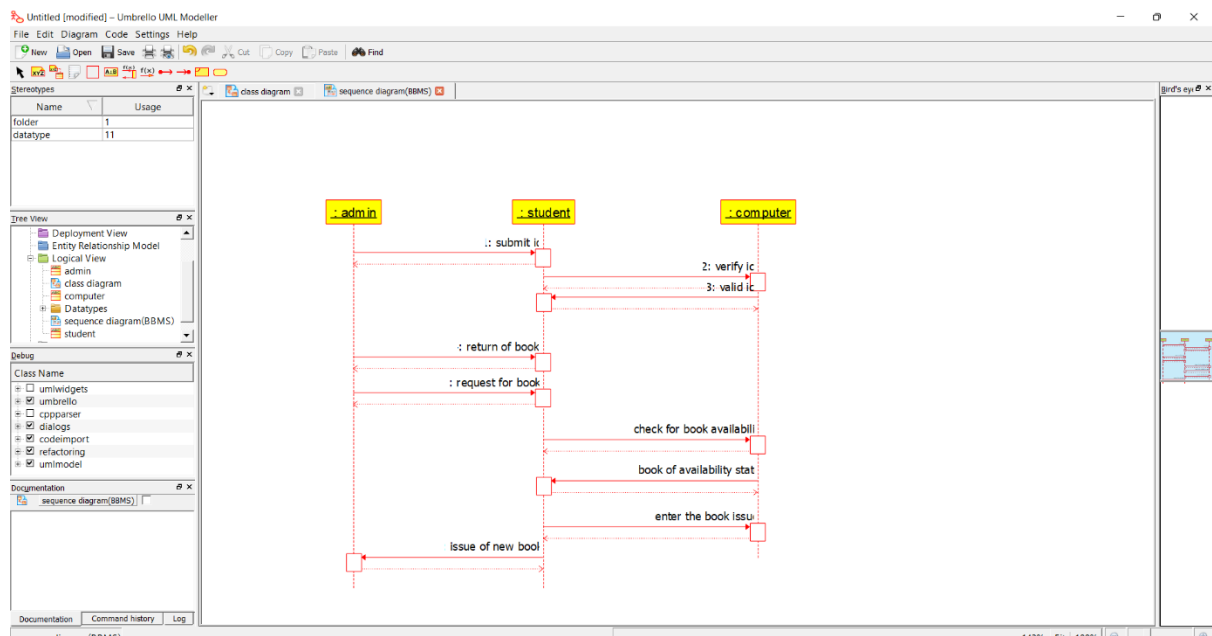 Untitled [modified] – Umbrello UML Modeller
File Edit Diagram Code Settings Help
New Open Save Cut Copy Paste Find
Stereotypes
Name Usage
folder 1
datatype 11
Tree View
Deployment View
Entity Relationship Model
Logical View
admin
class diagram
computer
Datatypes
sequence diagram(BBMS)
student
Debug
Class Name
umlwidgets
umbrello
cppparser
dialogs
codeimport
refactoring
umlmodel
Documentation
sequence diagram(BBMS)
Documentation Command history Log
class diagram sequence diagram(BBMS)
: admin : student : computer
: submit ic
2: verify ic
3: valid ic
: return of book
: request for book
check for book availabili
book of availability stat
enter the book issu
issue of new book
Bird's eye